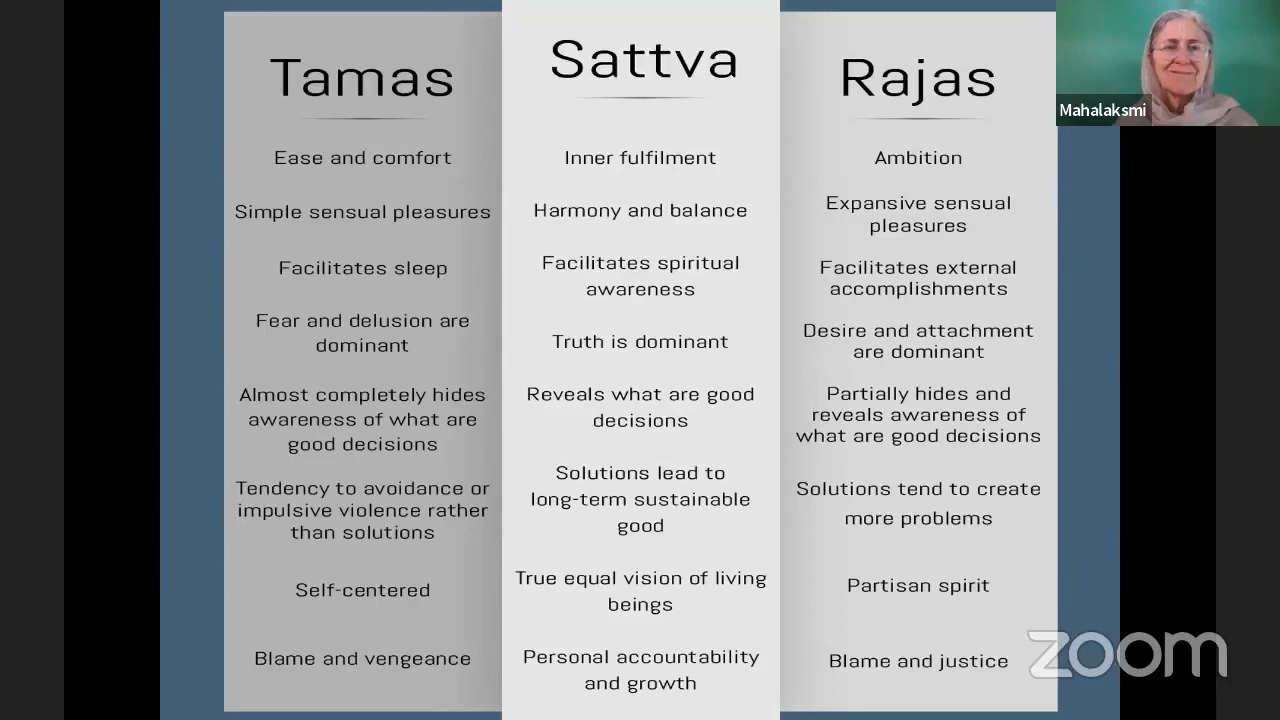 Tamas
Ease and comfort
Simple sensual pleasures
Facilitates sleep
Fear and delusion are
dominant
Almost completely hides
awareness of what are
good decisions
Tendency to avoidance or
impulsive violence rather
than solutions
Self-centered
Blame and vengeance
Sattva
Inner fulfilment
Harmony and balance
Facilitates spiritual
awareness
Truth is dominant
Reveals what are good
decisions
Solutions lead to
long-term sustainable
good
True equal vision of living
beings
Personal accountability
and growth
Rajas
Ambition
Expansive sensual
pleasures
Facilitates external
accomplishments
Desire and attachment
are dominant
Partially hides and
reveals awareness of
what are good decisions
Solutions tend to create
more problems
Partisan spirit
Blame and justice
Mahalaksmi
zoom